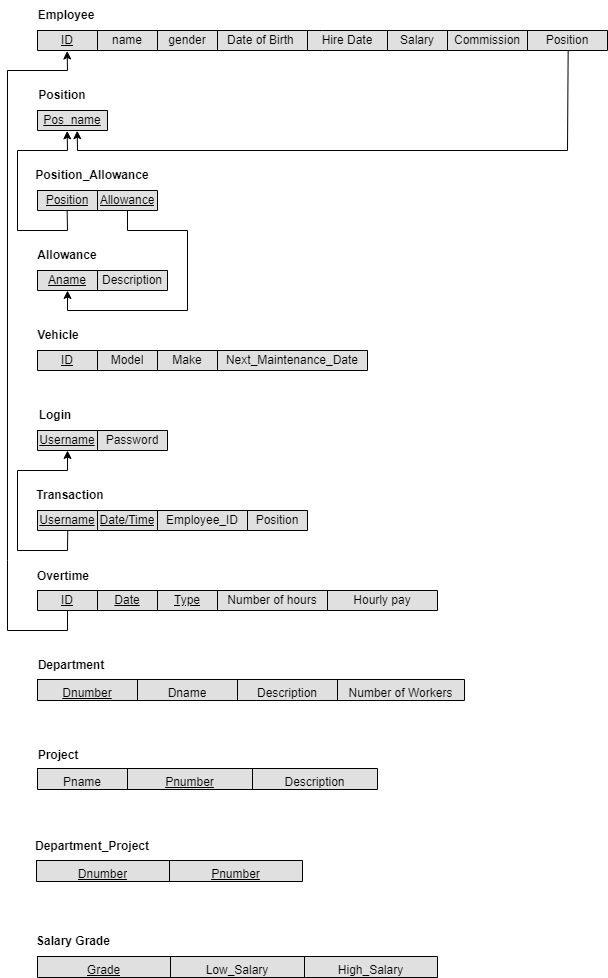 Employee
ID name gender Date of Birth Hire Date Salary Commission Position
Position
Pos_name
Position_Allowance
Position Allowance
Allowance
Aname Description
Vehicle
ID Model Make Next_Maintenance_Date
Login
Username Password
Transaction
Username Date/Time Employee_ID Position
Overtime
ID Date Type Number of hours Hourly pay
Department
Dnumber Dname Description Number of Workers
Project
Pname Pnumber Description
Department_Project
Dnumber Pnumber
Salary Grade
Grade Low_Salary High_Salary